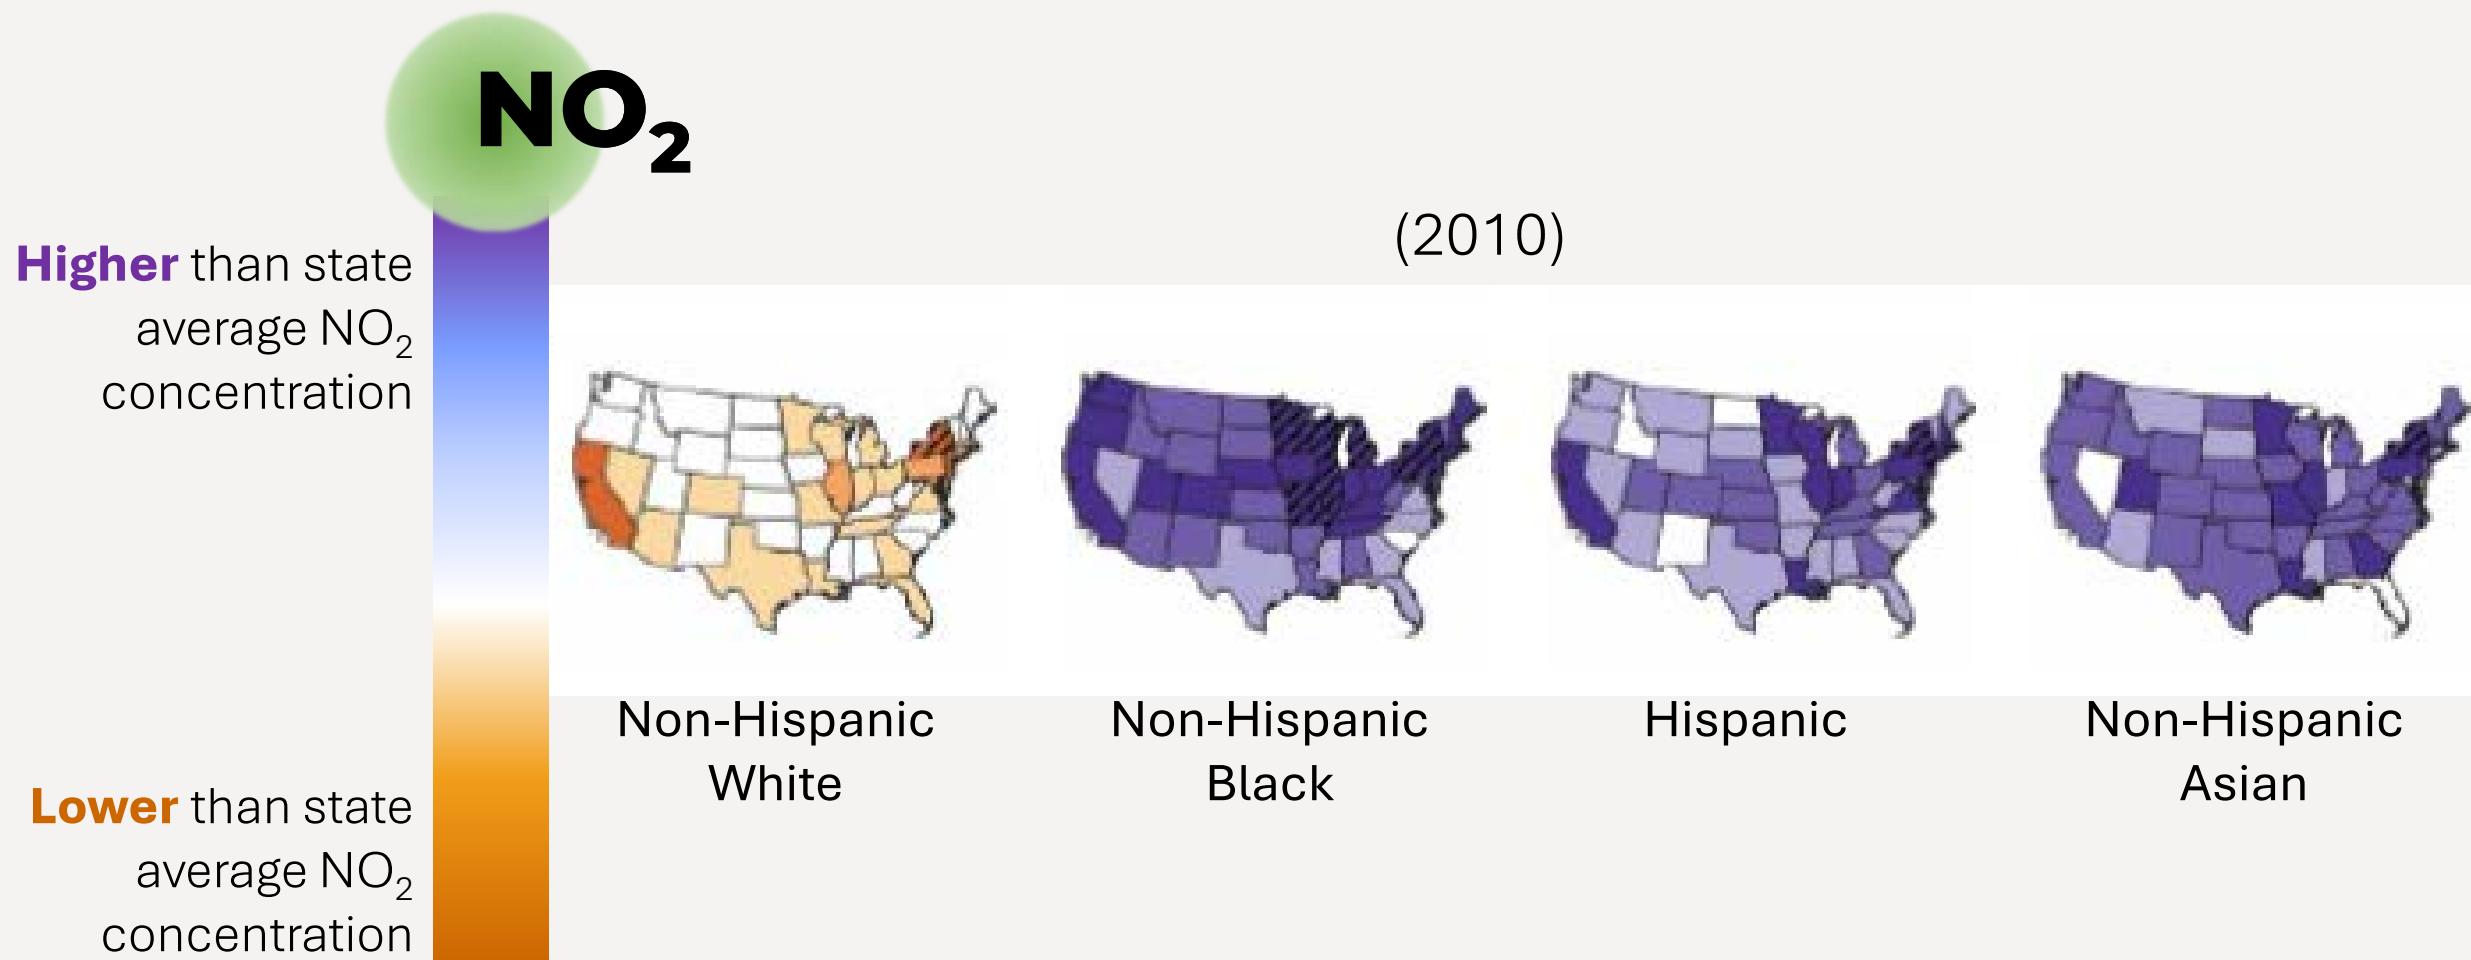 NO₂
(2010)
Higher than state
average NO₂
concentration
Lower than state
average NO₂
concentration
Non-Hispanic
White
Non-Hispanic
Black
Hispanic
Non-Hispanic
Asian